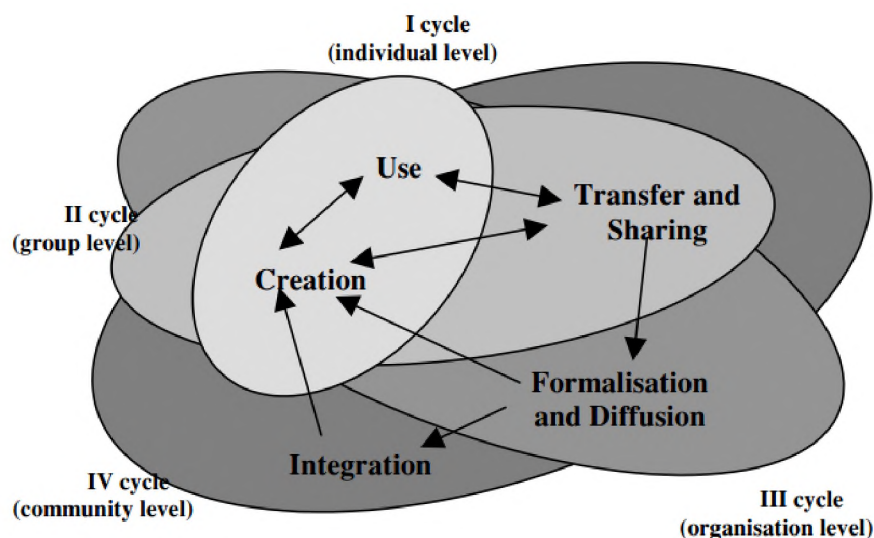 I cycle
(individual level)
Use
Transfer and
Sharing
II cycle
(group level)
Creation
Formalisation
and Diffusion
Integration
IV cycle
(community level)
III cycle
(organisation level)